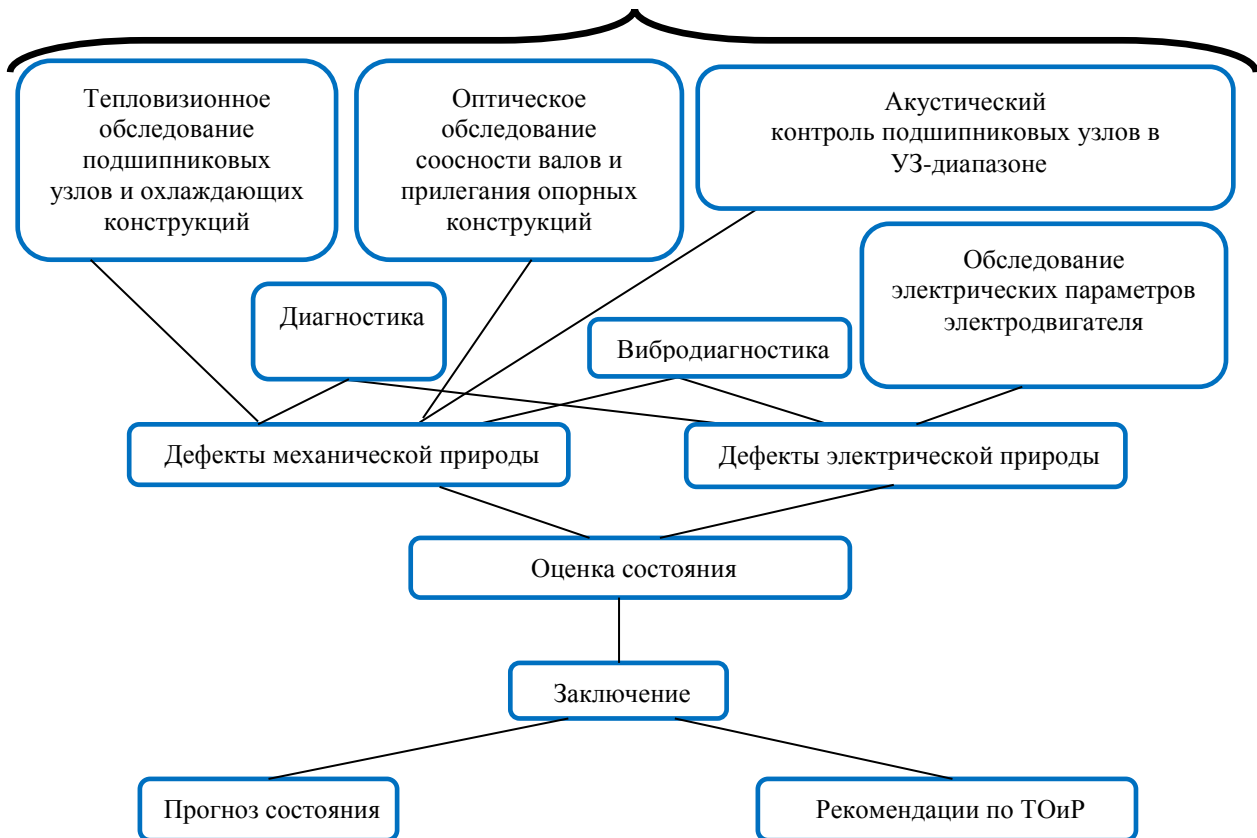 Тепловизионное
обследование
подшипниковых
узлов и охлаждающих
конструкций
Оптическое
обследование
соосности валов и
прилегания опорных
конструкций
Акустический
контроль подшипниковых узлов в
УЗ-диапазоне
Диагностика
Вибродиагностика
Обследование
электрических параметров
электродвигателя
Дефекты механической природы
Дефекты электрической природы
Оценка состояния
Заключение
Прогноз состояния
Рекомендации по ТОиР